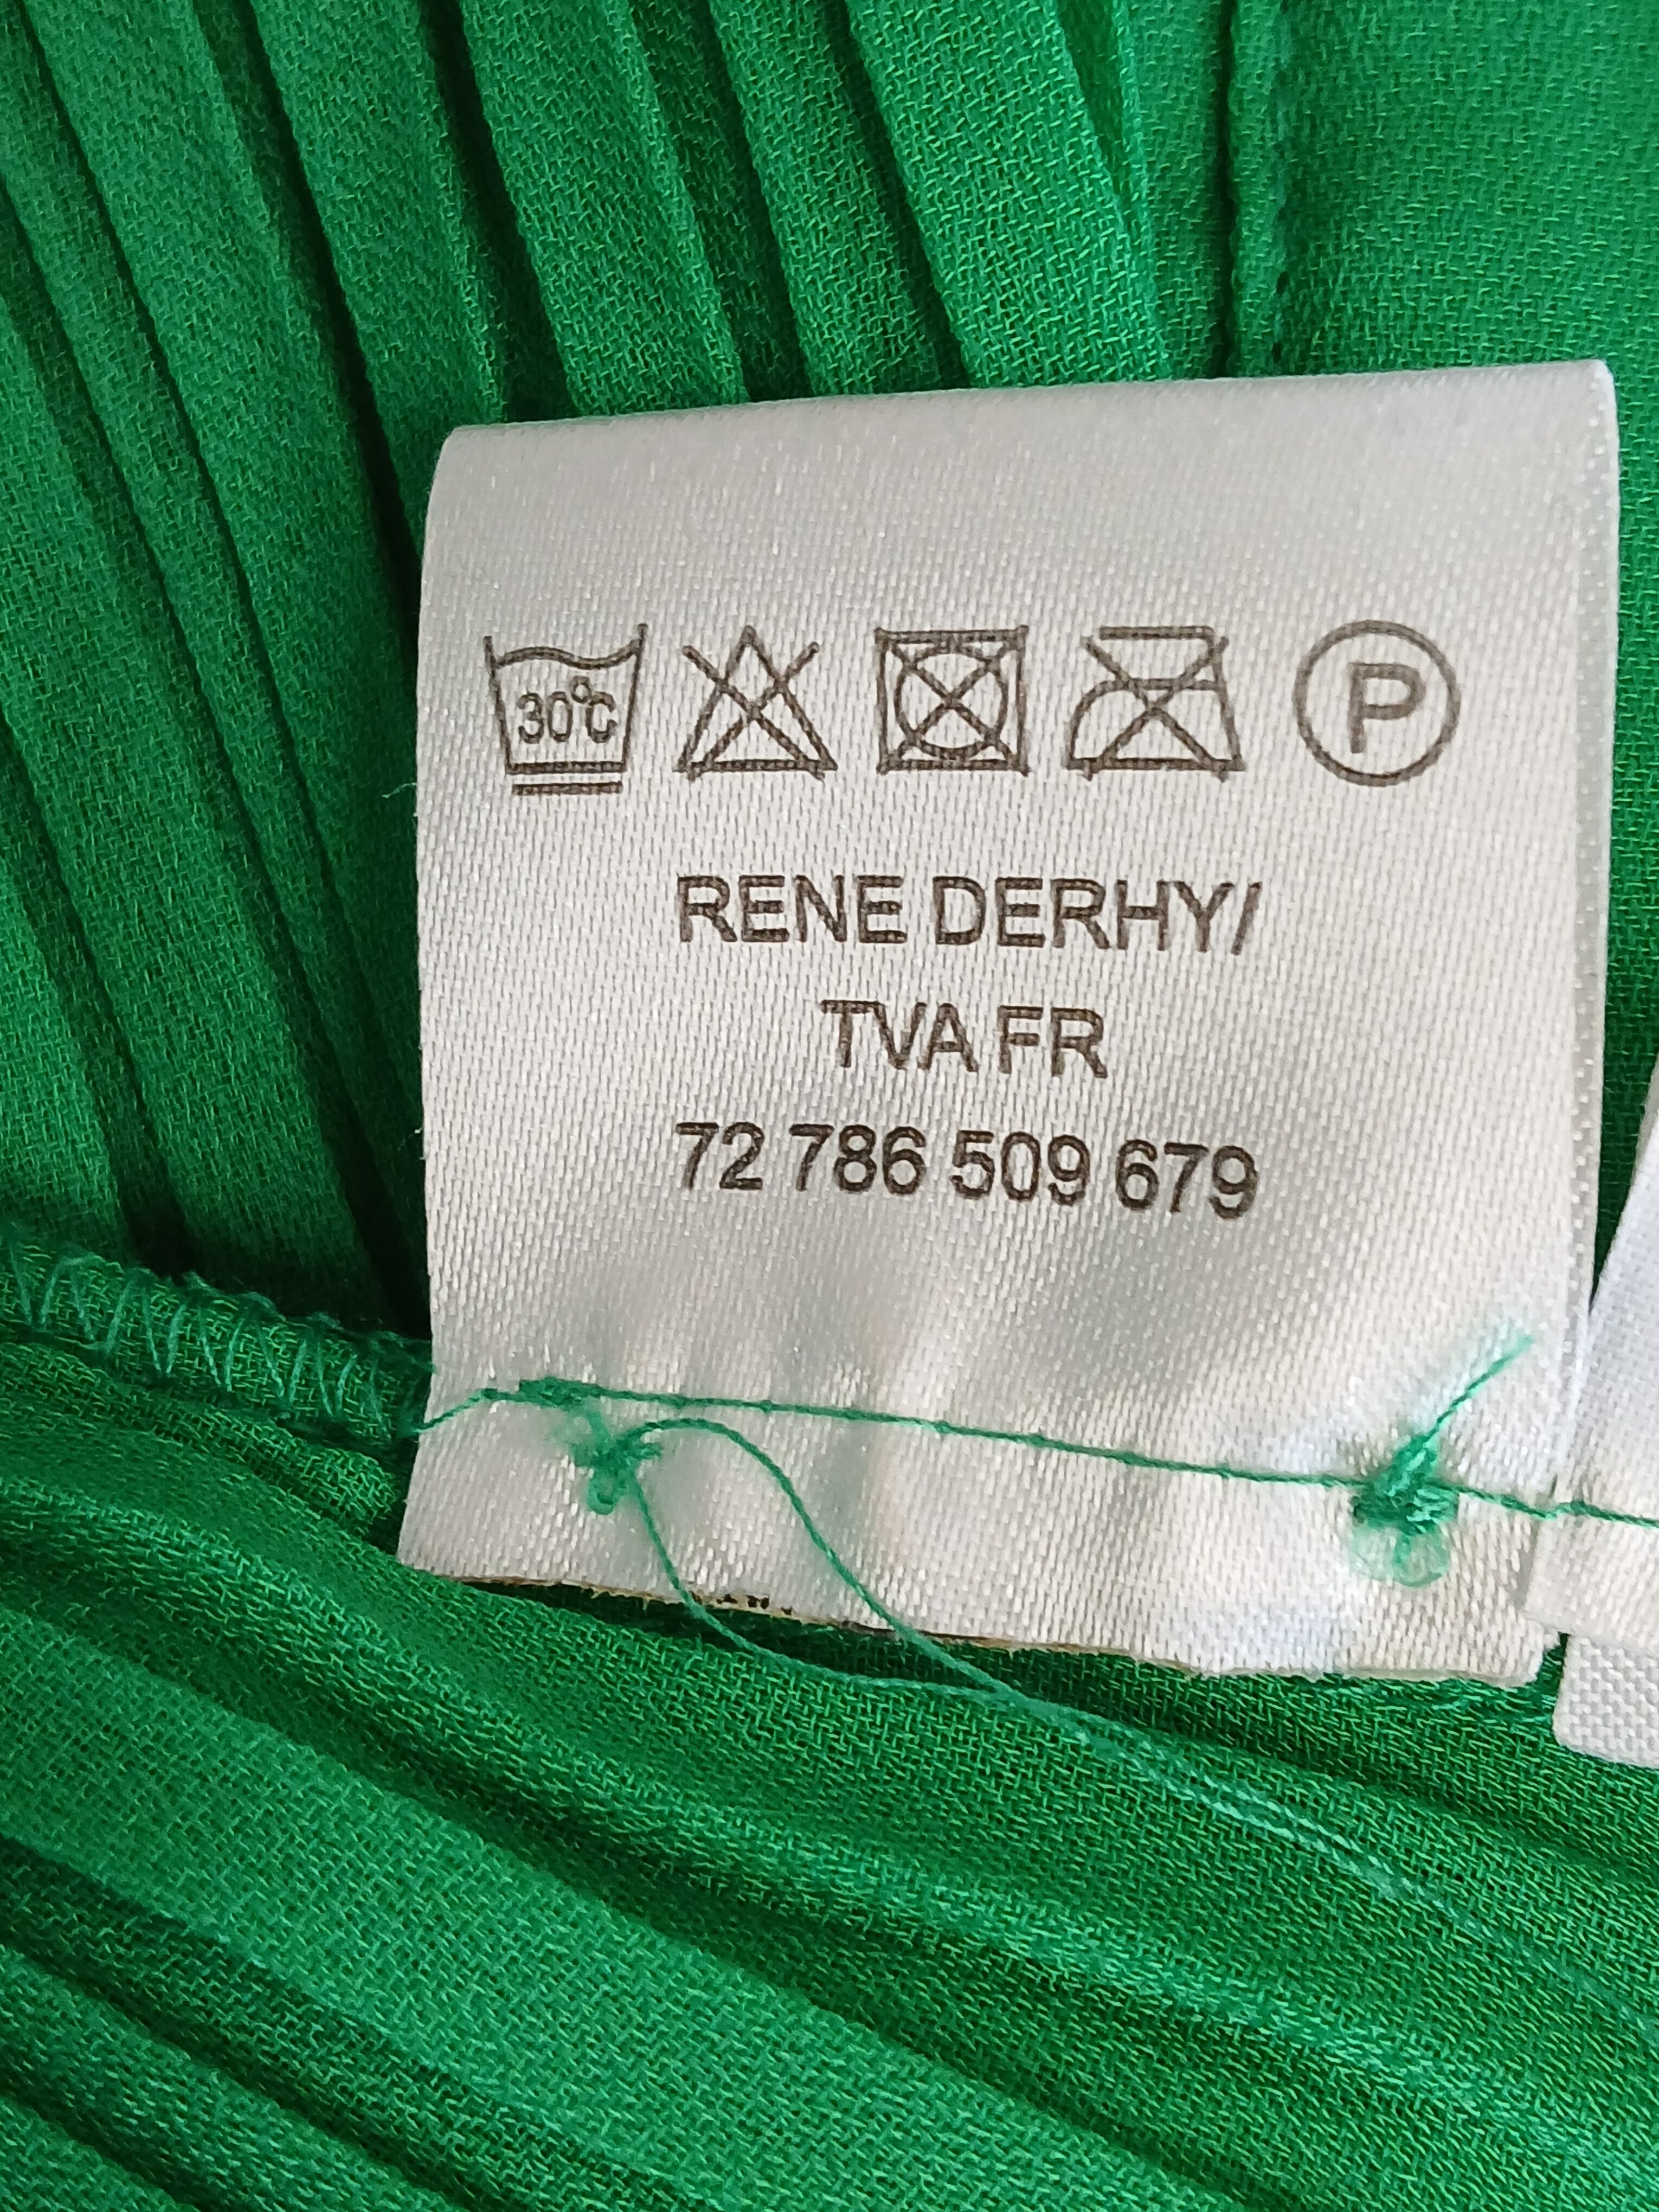 30°C P
RENE DERHY/
TVA FR
72 786 509 679